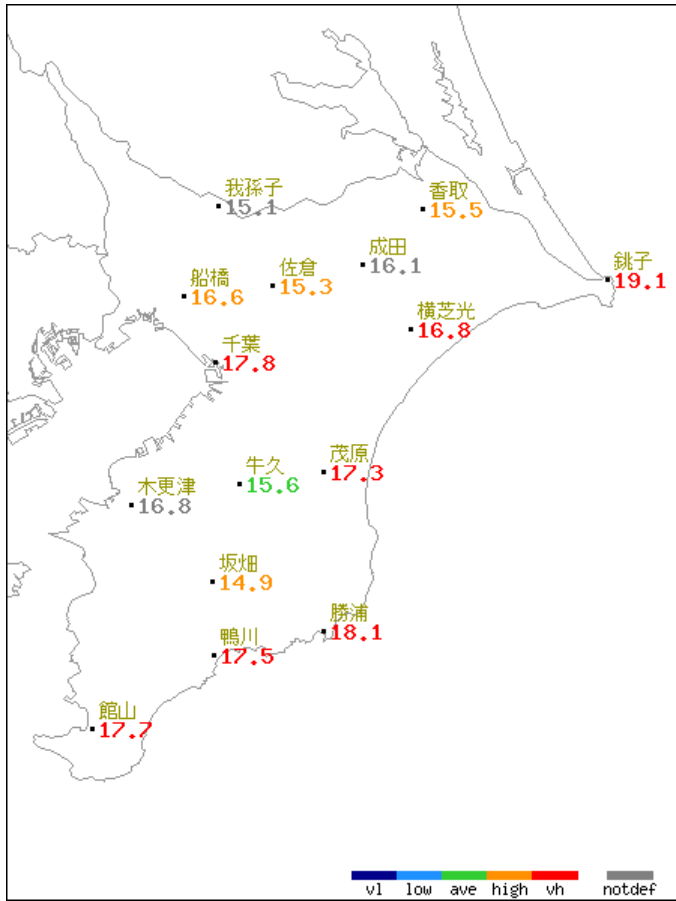 我孫子
15.1
香取
15.5
成田
16.1
船橋
16.6
佐倉
15.3
銚子
19.1
横芝光
16.8
千葉
17.8
茂原
17.3
牛久
15.6
木更津
16.8
坂畑
14.9
勝浦
18.1
鴨川
17.5
館山
17.7
vl low ave high vh notdef